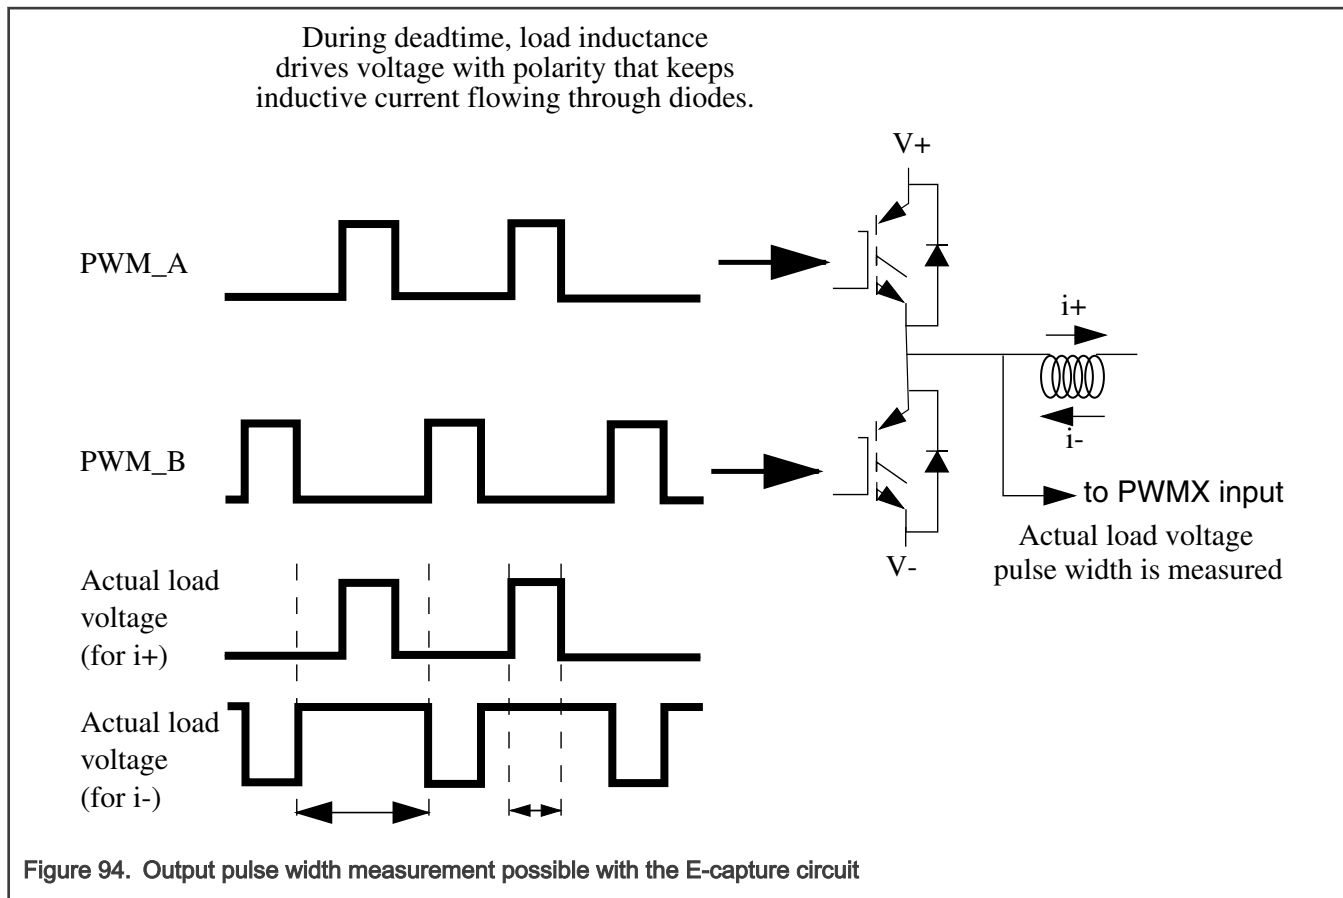 During deadtime, load inductance
drives voltage with polarity that keeps
inductive current flowing through diodes.
V+
PWM_A
i+
PWM_B
i-
to PWMX input
Actual load voltage
pulse width is measured
V-
Actual load
voltage
(for i+)
Actual load
voltage
(for i-)
Figure 94. Output pulse width measurement possible with the E-capture circuit